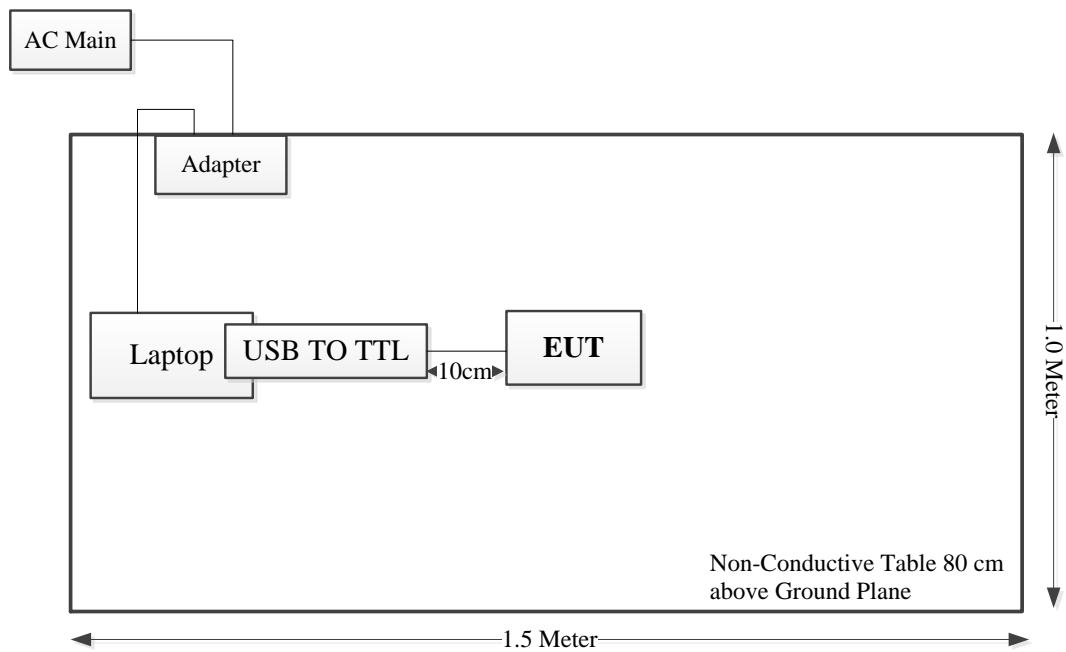 AC Main
Adapter
Laptop
USB TO TTL
10cm
EUT
1.0 Meter
Non-Conductive Table 80 cm
above Ground Plane
1.5 Meter